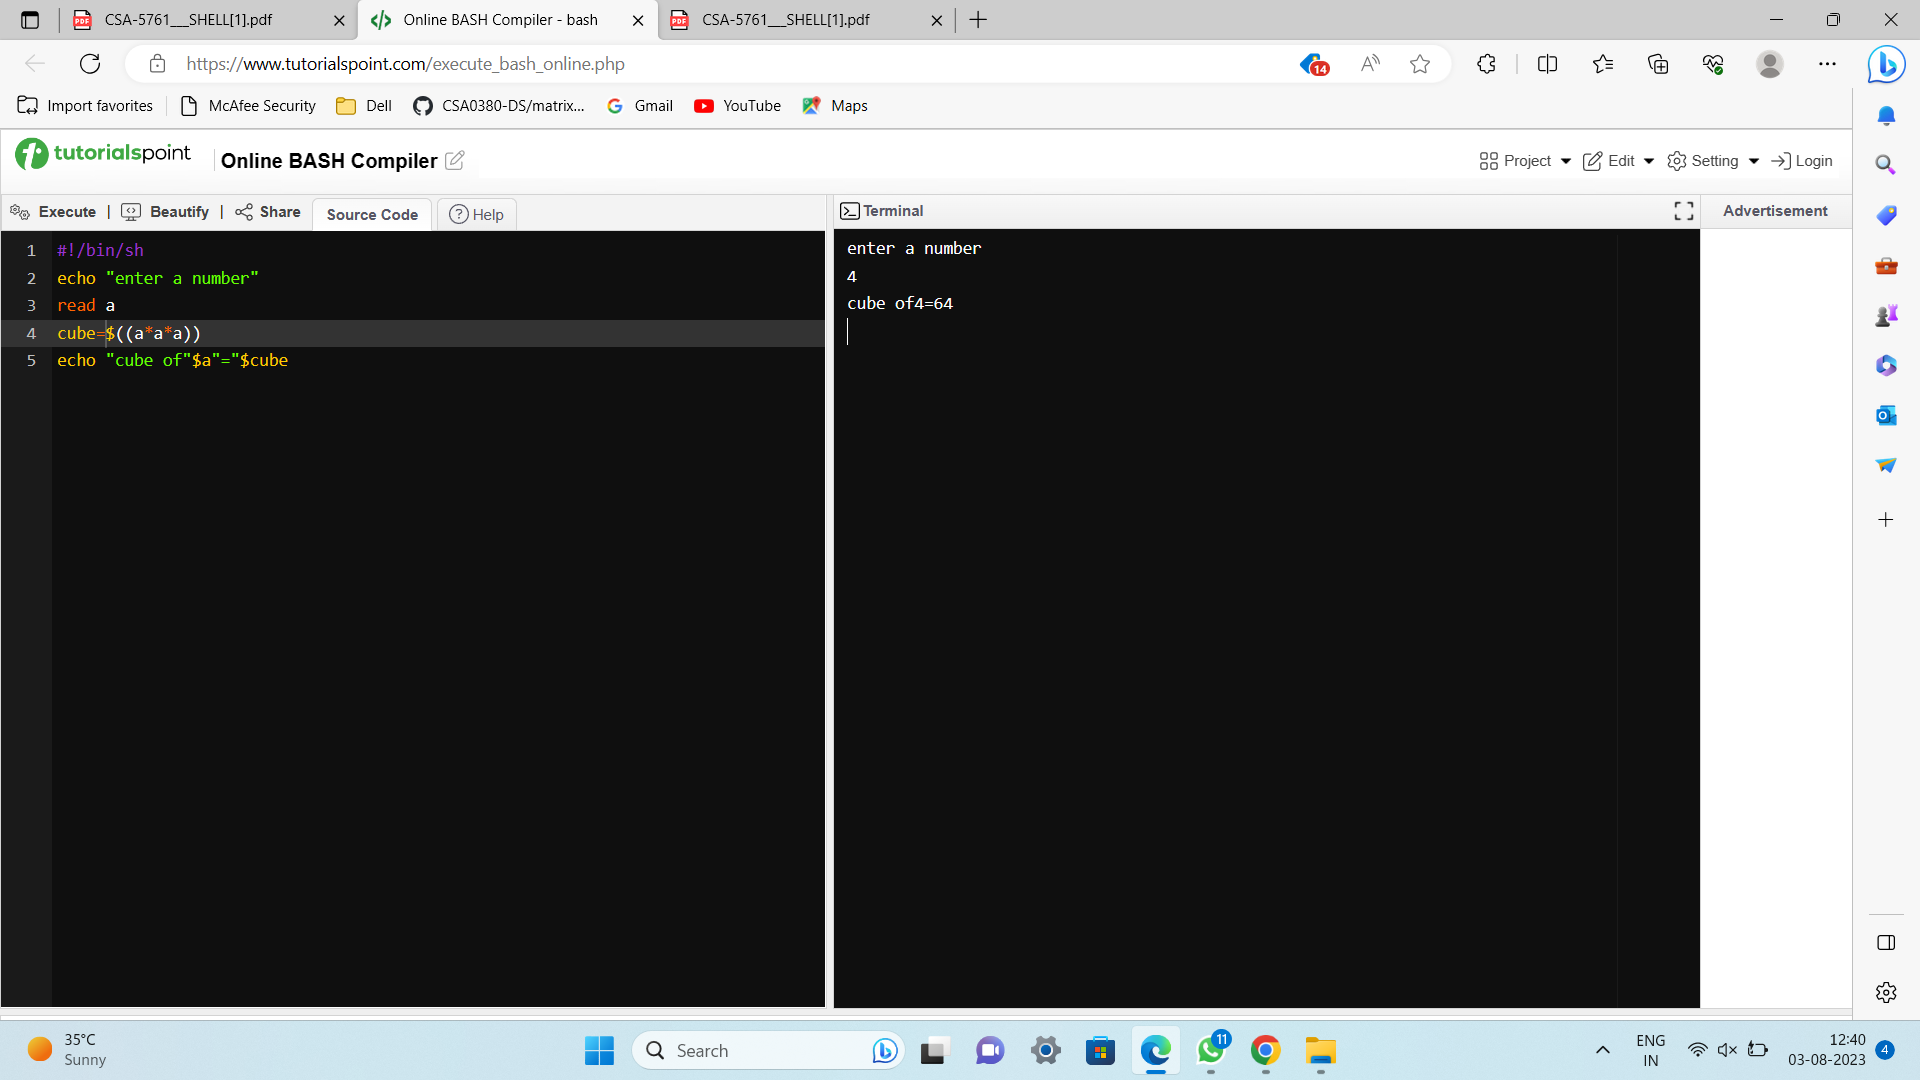 CSA-5761___SHELL[1].pdf
Online BASH Compiler - bash
CSA-5761___SHELL[1].pdf
https://www.tutorialspoint.com/execute_bash_online.php
14
Import favorites
McAfee Security
Dell
CSA0380-DS/matrix...
Gmail
YouTube
Maps
tutorialspoint
Online BASH Compiler
Project
Edit
Setting
Login
Execute | Beautify | Share
Source Code
Help
Terminal
Advertisement
1 #!/bin/sh
2 echo "enter a number"
3 read a
4 cube=$((a*a*a))
5 echo "cube of"$a"="$cube
enter a number
4
cube of4=64
35°C
Sunny
Search
11
ENG
IN
12:40
03-08-2023
4